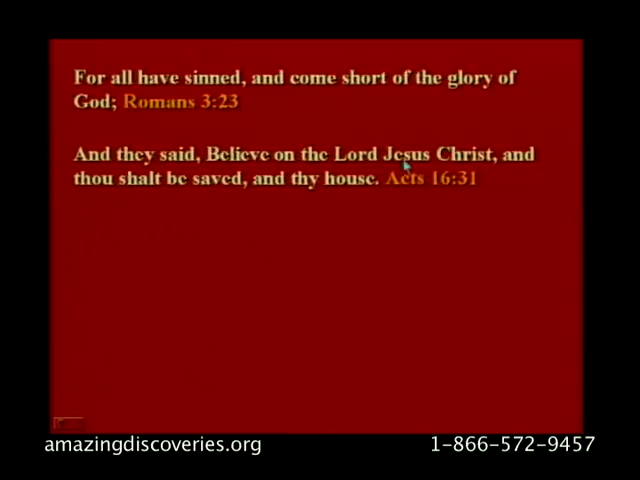 For all have sinned, and come short of the glory of
God; Romans 3:23
And they said, Believe on the Lord Jesus Christ, and
thou shalt be saved, and thy house. Acts 16:31
amazingdiscoveries.org
1-866-572-9457